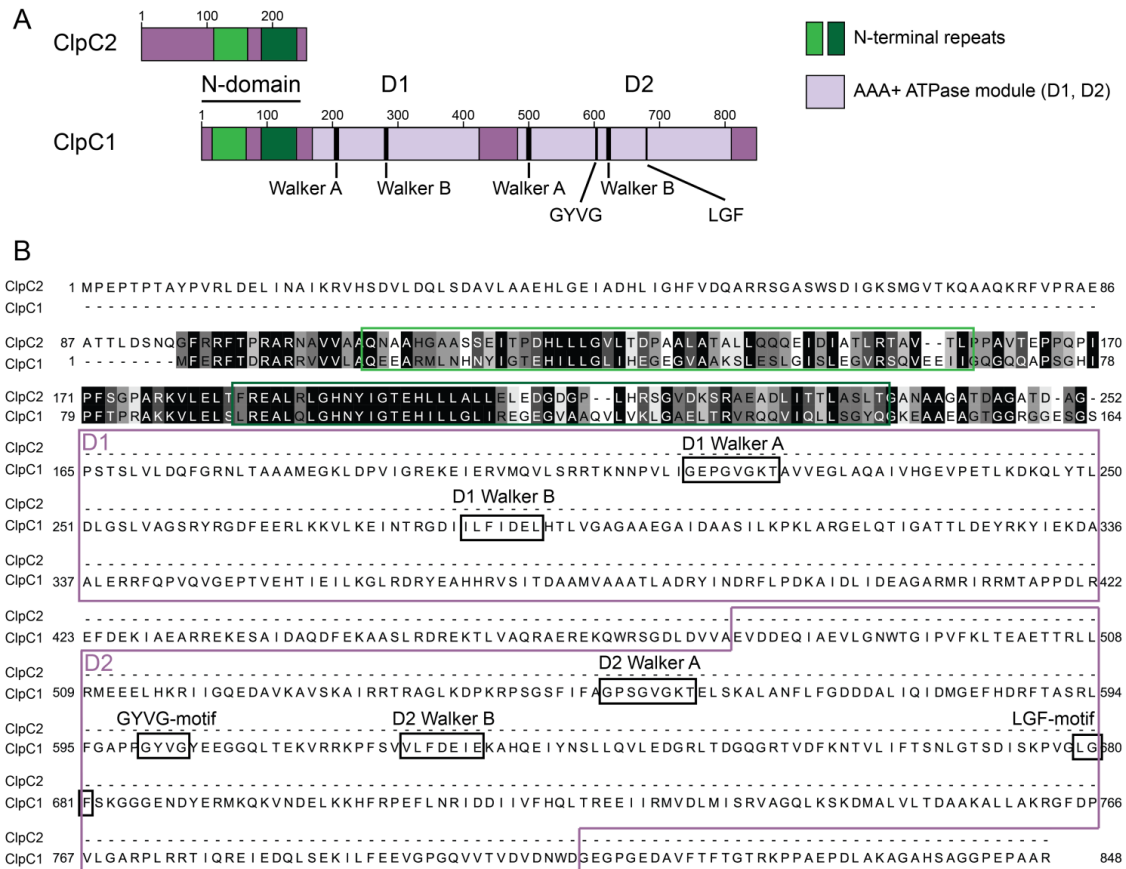 A
1 100 200
ClpC2
N-terminal repeats
AAA+ ATPase module (D1, D2)
N-domain D1 D2
1 100 200 300 400 500 600 700 800
ClpC1
Walker A Walker B Walker A Walker B
GYVG LGF
B
ClpC2 1 MPEPTPTAYPVRLDELINAIKRVHSDVLDQLSDAVLAAEHLGEIADHLIGHFVDQARRSGASWSDIGKSMGVTKQAAQKRFVPRAE 86
ClpC1 --------------------------------------------------------------------------------------
ClpC2 87 ATTLDSNQGFRRFTPRARNAVVAAQNAAHGAASSEITPDHLLLGVLTDPAALATALLQQQEIDIATLRTAV--TLPPAVTEPPQPI 170
ClpC1 1 --------MFERFTDRARRVVVLAQEEARMLNHNYIGTEHILLGLIHEGEGVAAKSLESLGISLEGVRSQVEEIIGQGQQAPSGHI 78
ClpC2 171 PFSGPARKVLELTFREALRLGHNYIGTEHLLLALLELEDGDGP--LHRSGVDKSRAEADLITTLASLTGANAAGATDAGATD-AG- 252
ClpC1 79 PFTPRAKKVLELSLREALQLGHNYIGTEHILLGLIREGEGVAAQVLVKLGAELTRVRQQVIQLLSGYQGKEAAEAGTGGRGGESGS 164
D1 D1 Walker A
ClpC2 --------------------------------------------------------------------------------------
ClpC1 165 PSTSLVLDQFGRNLTAAAMEGKLDPVIGREKEIERVMQVLSRRTKNNPVLIGEPGVGKTAVVEGLAQAIVHGEVPETLKDKQLYTL 250
D1 Walker B
ClpC2 --------------------------------------------------------------------------------------
ClpC1 251 DLGSLVAGSRYRGDFEERLKKVLKEINTRGDIILFIDELHTLVGAGAAEGAIDAASILKPKLARGELQTIGATTLDEYRKYIEKDA 336
ClpC2 --------------------------------------------------------------------------------------
ClpC1 337 ALERRFQPVQVGEPTVEHTIEILKGLRDRYEAHHRVSITDAAMVAAATLADRYINDRFLPDKAIDLIDEAGARMRIRRMTAPPDLR 422
ClpC2 --------------------------------------------------------------------------------------
ClpC1 423 EFDEKIAEARREKESAIDAQDFEKAASLRDREKTLVAQRAEREKQWRSGDLDVVAEVDDEQIAEVLGNWTGIPVFKLTEAETTRLL 508
D2 D2 Walker A
ClpC2 --------------------------------------------------------------------------------------
ClpC1 509 RMEEELHKRIIGQEDAVKAVSKAIRRTRAGLKDPKRPSGSFIFAGPSGVGKTELSKALANFLFGDDDALIQIDMGEFHDRFTASRL 594
GYVG-motif D2 Walker B LGF-motif
ClpC2 --------------------------------------------------------------------------------------
ClpC1 595 FGAPPGYVGYEEGGQLTEKVRRKPFSVVLFDEIEKAHQEIYNSLLQVLEDGRLTDGQGRTVDFKNTVLIFTSNLGTSDISKPVGLG 680
ClpC2 --------------------------------------------------------------------------------------
ClpC1 681 FSKGGGENDYERMKQKVNDELKKHFRPEFLNRIDDIIVFHQLTREEIIRMVDLMISRVAGQLKSKDMALVLTDAAKALLAKRGFDP 766
ClpC2 ----------------------------------------------------------------------------------
ClpC1 767 VLGARPLRRTIQREIEDQLSEKILFEEVGPGQVVTVDVDNWDGEGPGEDAVFTFTGTRKPPAEPDLAKAGAHSAGGPEPAAR 848